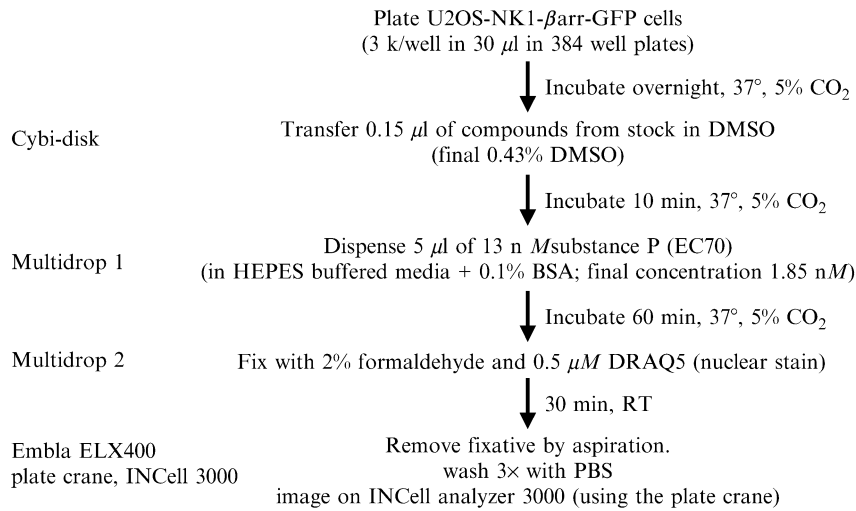 Plate U2OS-NK1-βarr-GFP cells
(3 k/well in 30 μl in 384 well plates)
Incubate overnight, 37°, 5% CO₂
Cybi-disk
Transfer 0.15 μl of compounds from stock in DMSO
(final 0.43% DMSO)
Incubate 10 min, 37°, 5% CO₂
Multidrop 1
Dispense 5 μl of 13 n Msubstance P (EC70)
(in HEPES buffered media + 0.1% BSA; final concentration 1.85 nM)
Incubate 60 min, 37°, 5% CO₂
Multidrop 2
Fix with 2% formaldehyde and 0.5 μM DRAQ5 (nuclear stain)
30 min, RT
Embla ELX400
plate crane, INCell 3000
Remove fixative by aspiration.
wash 3× with PBS
image on INCell analyzer 3000 (using the plate crane)